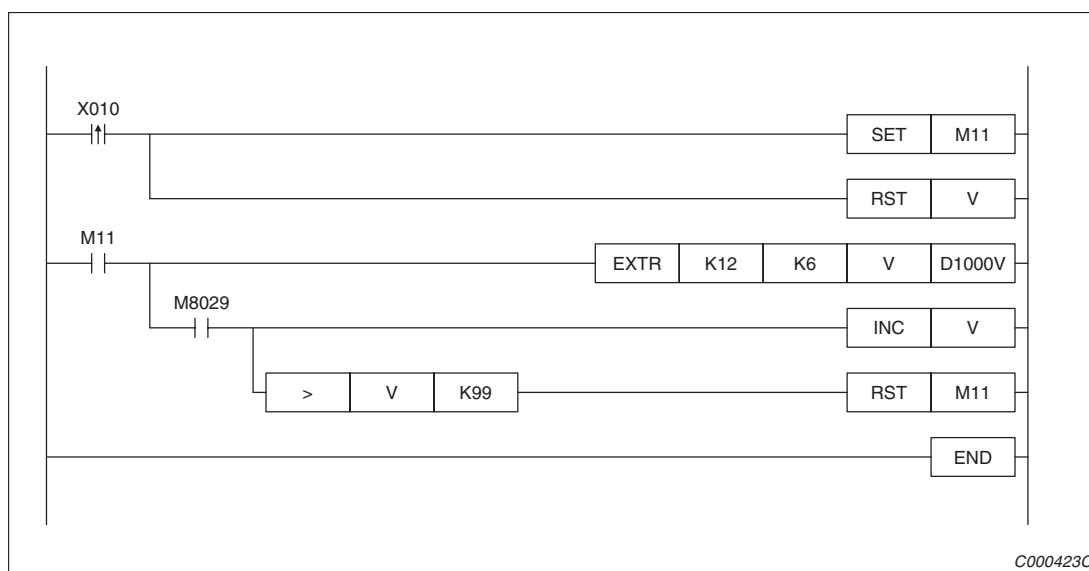 X010
SET M11
RST V
M11
EXTR K12 K6 V D1000V
M8029
INC V
> V K99 RST M11
END
C000423C